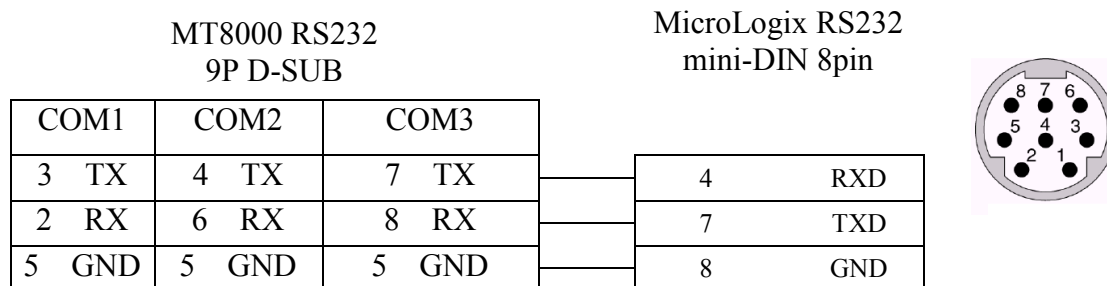 MT8000 RS232
9P D-SUB
MicroLogix RS232
mini-DIN 8pin
COM1 COM2 COM3
3 TX 4 TX 7 TX 4 RXD
2 RX 6 RX 8 RX 7 TXD
5 GND 5 GND 5 GND 8 GND
8 7 6
5 4 3
2 1